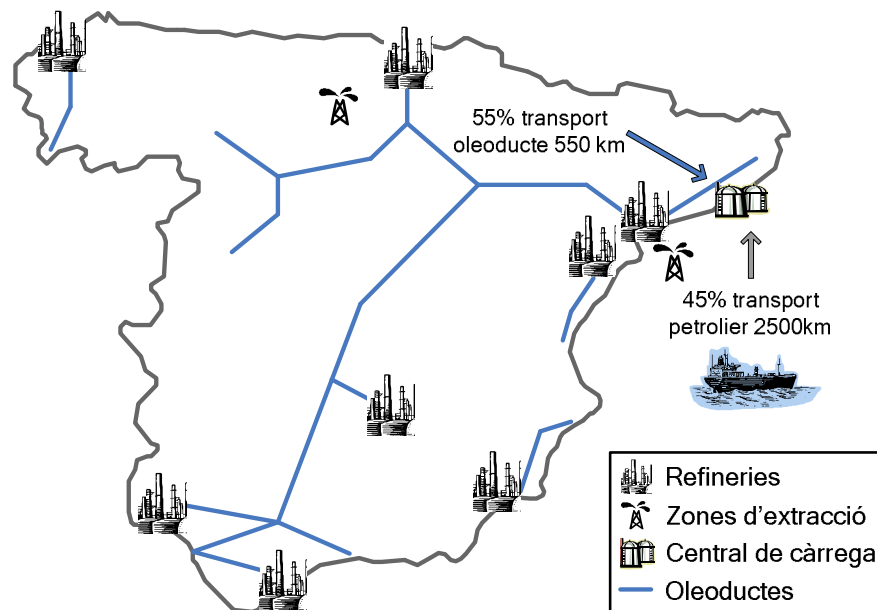 55% transport
oleoducte 550 km
45% transport
petrolier 2500km
Refineries
Zones d'extracció
Central de càrrega
Oleoductes